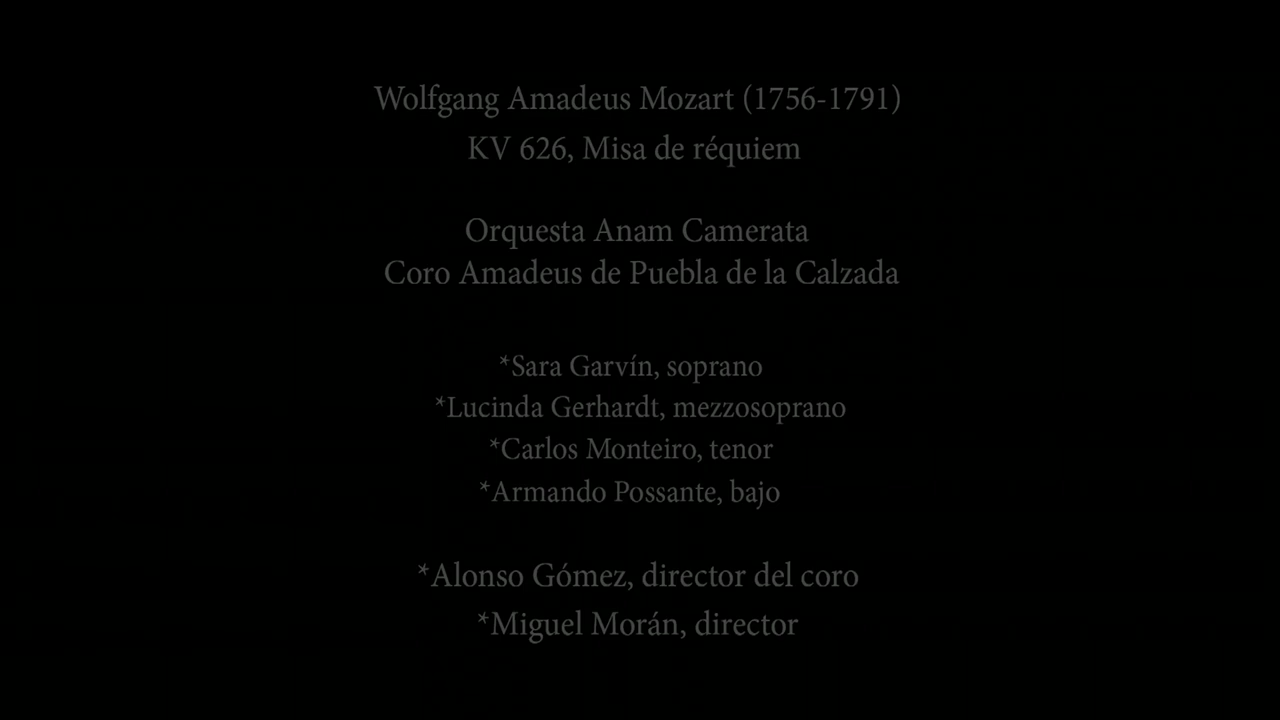 Wolfgang Amadeus Mozart (1756-1791)
KV 626, Misa de réquiem
Orquesta Anam Camerata
Coro Amadeus de Puebla de la Calzada
*Sara Garvín, soprano
*Lucinda Gerhardt, mezzosoprano
*Carlos Monteiro, tenor
*Armando Possante, bajo
*Alonso Gómez, director del coro
*Miguel Morán, director